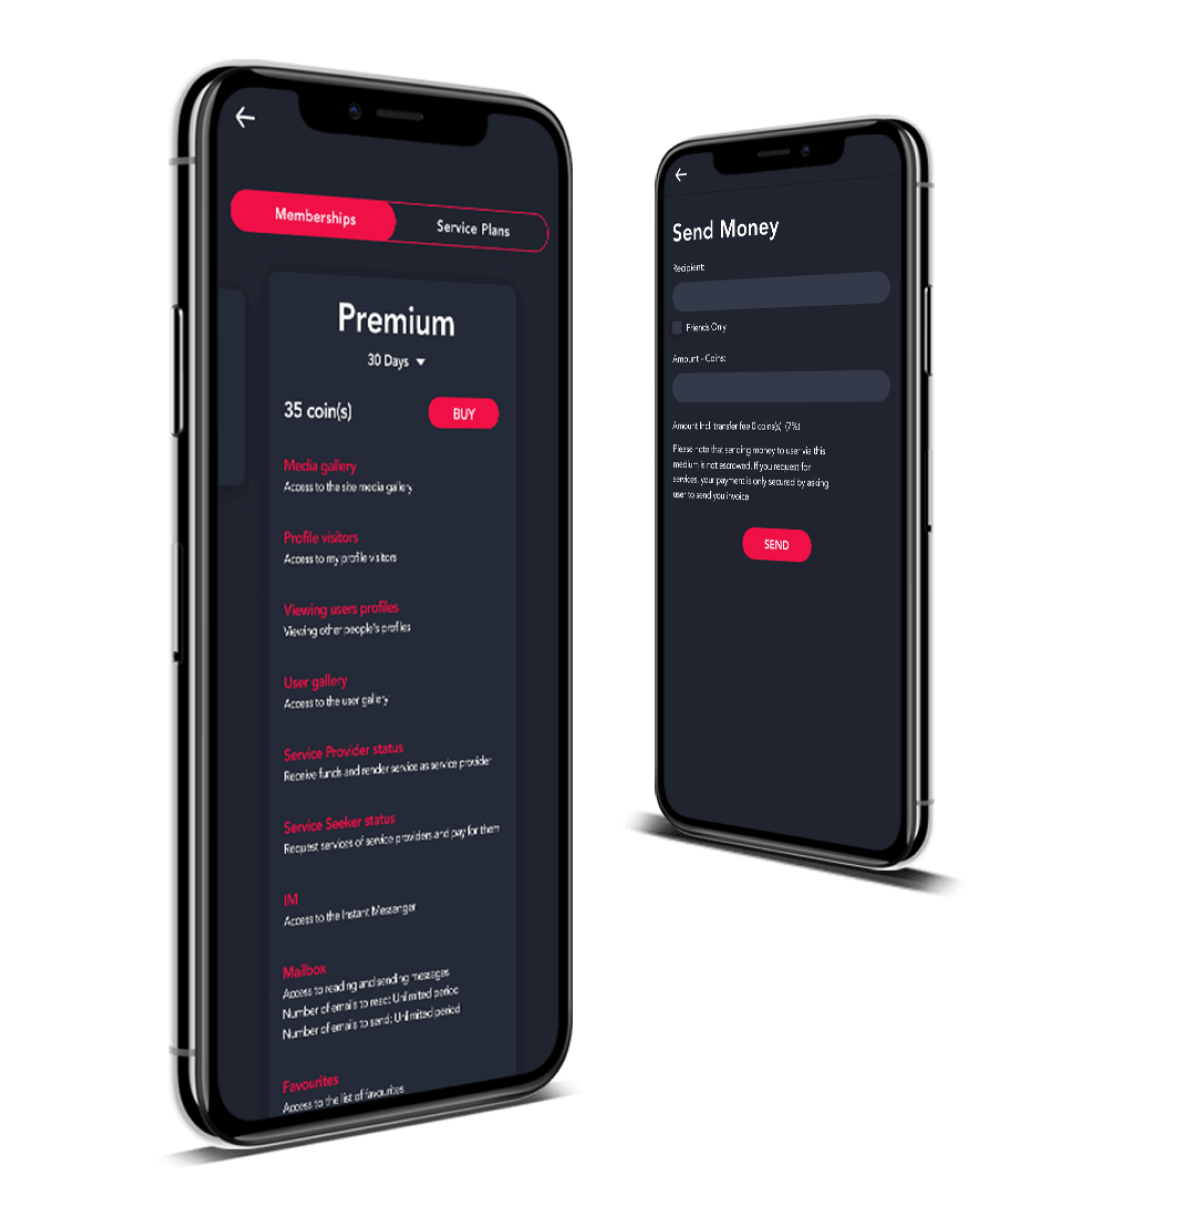 Memberships
Service Plans
Premium
30 Days
35 coin(s)
BUY
Media gallery
Access to the site media gallery
Profile visitors
Access to my profile visitors
Viewing users profiles
Viewing other people's profiles
User gallery
Access to the user gallery
Service Provider status
Receive funds and render service as service provider
Service Seeker status
Request services of service providers and pay for them
IM
Access to the Instant Messenger
Mailbox
Access to reading and sending messages
Number of emails to read: Unlimited period
Number of emails to send: Unlimited period
Favourites
Access to the list of favourites
Send Money
Recipient:
Friends Only
Amount - Coins:
Amount Incl. transfer fee 0 coins(s) (7%)
Please note that sending money to user via this
medium is not escrowed. If you request for
services, your payment is only secured by asking
user to send you invoice
SEND